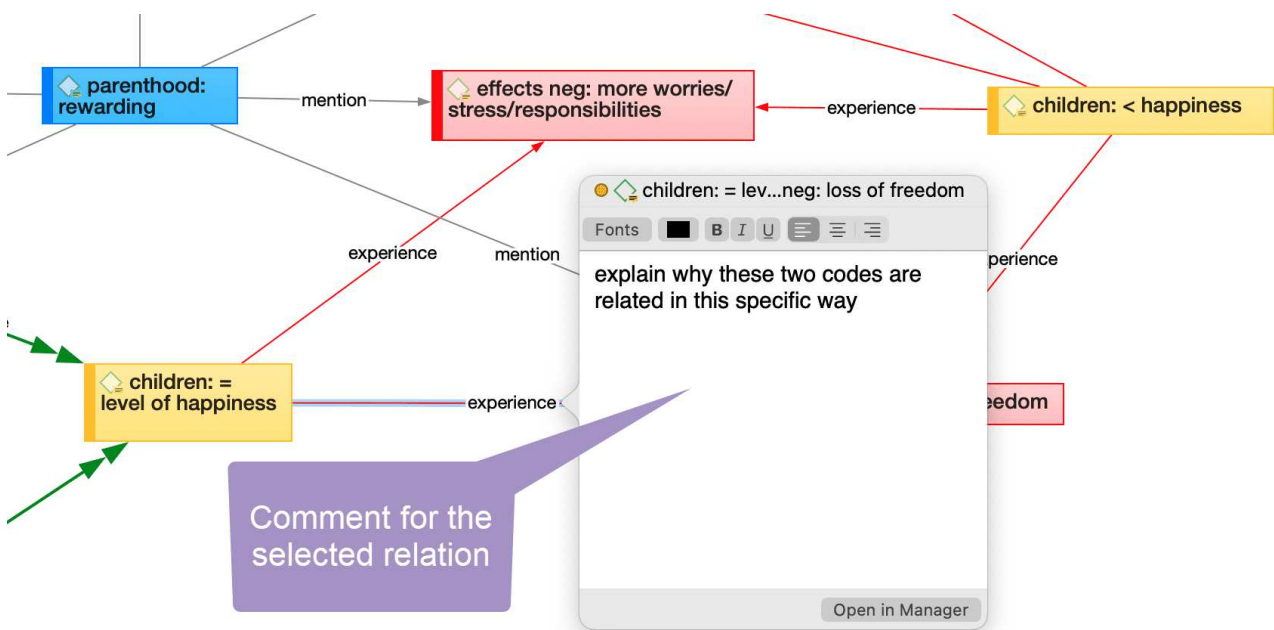 parenthood:
rewarding
mention
effects neg: more worries/
stress/responsibilities
experience
children: < happiness
children: = lev...neg: loss of freedom
Fonts
B I U
experience
mention
explain why these two codes are
related in this specific way
perience
children: =
level of happiness
experience
eedom
Comment for the
selected relation
Open in Manager